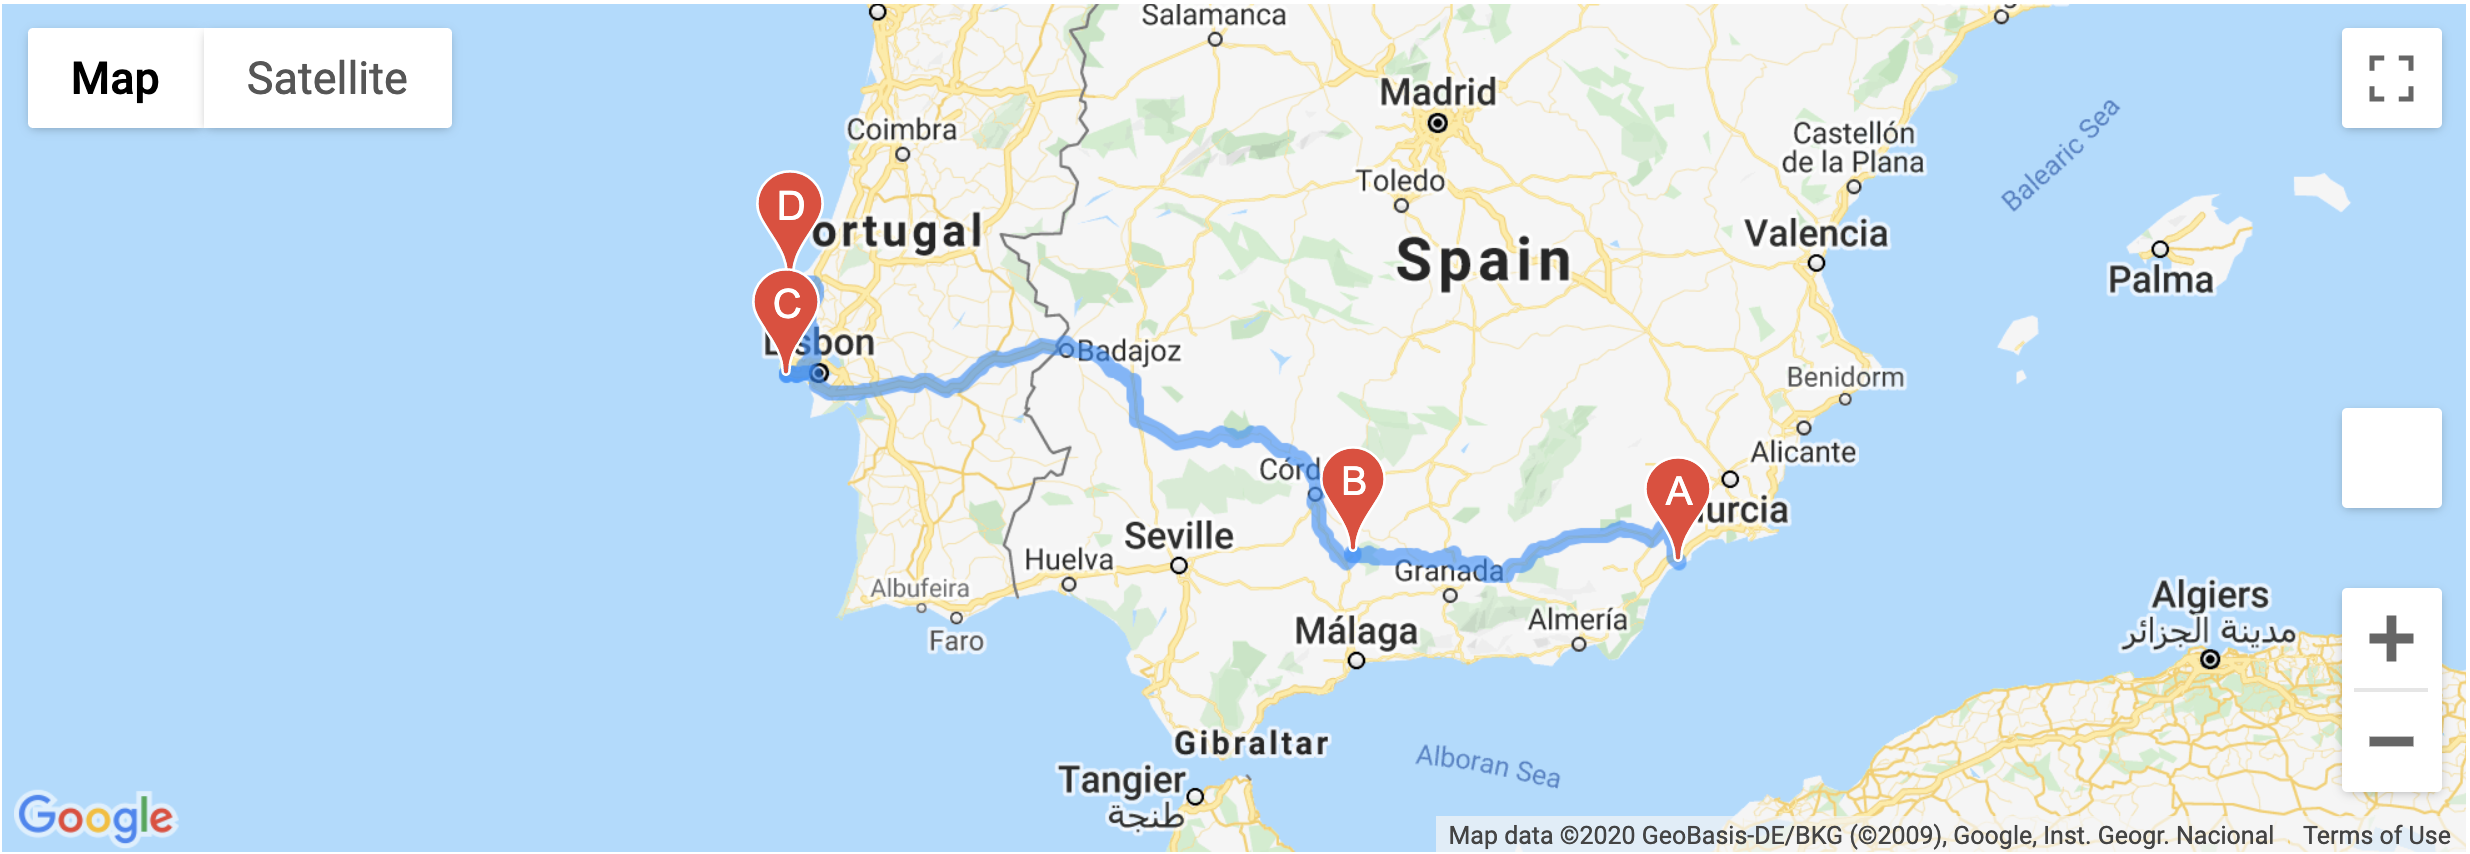 Salamanca
Map
Satellite
Madrid
Coimbra
Castellón
de la Plana
Balearic Sea
Toledo
D
ortugal
Valencia
Spain
Palma
C
Lisbon
Badajoz
Benidorm
Alicante
Córd
B
A
urcia
Seville
Huelva
Granada
Albufeira
Algiers
مدينة الجزائر
Almería
Málaga
Faro
Gibraltar
Alboran Sea
Tangier
طنجة
Google
Map data ©2020 GeoBasis-DE/BKG (©2009), Google, Inst. Geogr. Nacional
Terms of Use